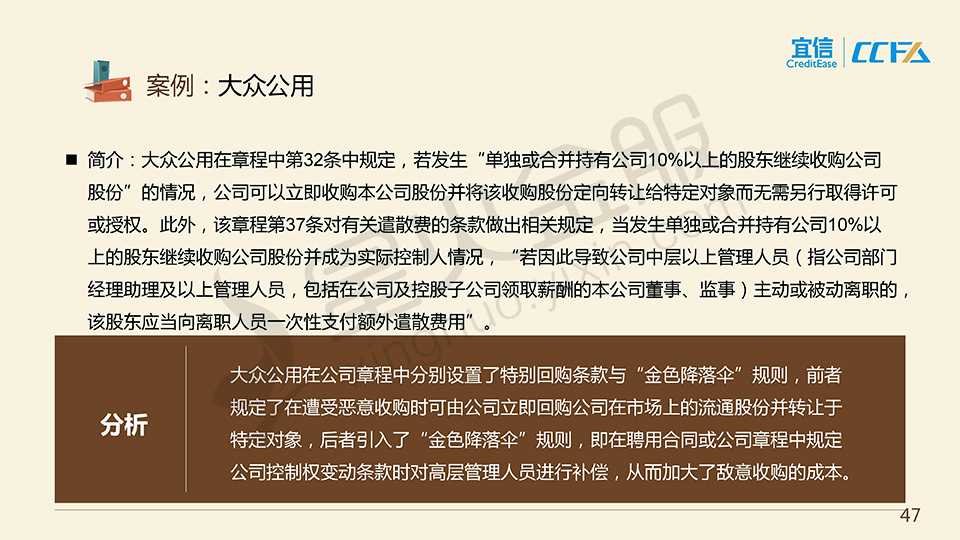 宜信
CreditEase
CCFA
案例：大众公用
■ 简介：大众公用在章程中第32条中规定，若发生“单独或合并持有公司10%以上的股东继续收购公司
股份”的情况，公司可以立即收购本公司股份并将该收购股份定向转让给特定对象而无需另行取得许可
或授权。此外，该章程第37条对有关遣散费的条款做出相关规定，当发生单独或合并持有公司10%以
上的股东继续收购公司股份并成为实际控制人情况，“若因此导致公司中层以上管理人员（指公司部门
经理助理及以上管理人员，包括在公司及控股子公司领取薪酬的本公司董事、监事）主动或被动离职的，
该股东应当向离职人员一次性支付额外遣散费用”。
星火金服
xinghuo.yixin.com
分析
大众公用在公司章程中分别设置了特别回购条款与“金色降落伞”规则，前者
规定了在遭受恶意收购时可由公司立即回购公司在市场上的流通股份并转让于
特定对象，后者引入了“金色降落伞”规则，即在聘用合同或公司章程中规定
公司控制权变动条款时对高层管理人员进行补偿，从而加大了敌意收购的成本。
47